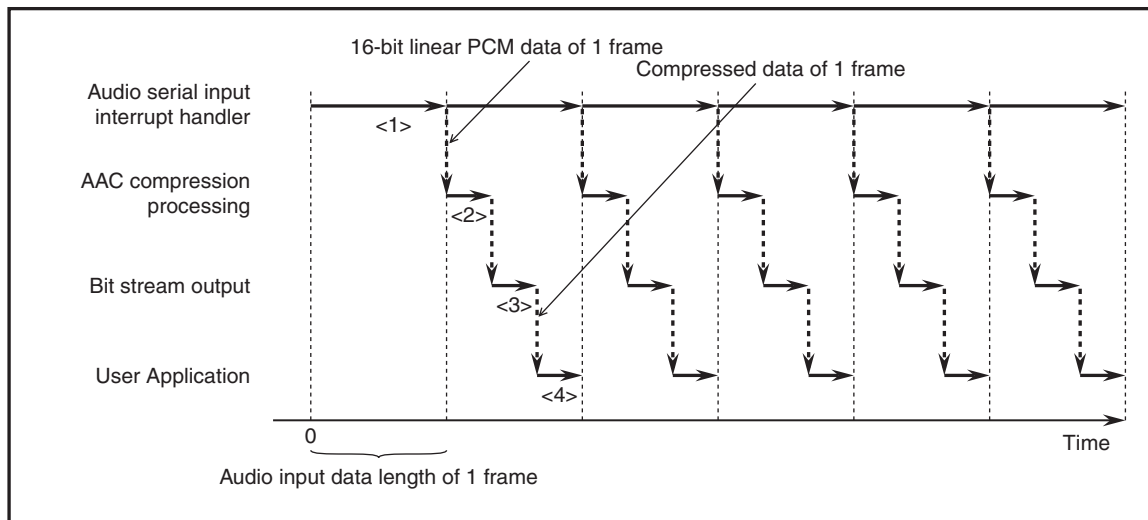 16-bit linear PCM data of 1 frame
Compressed data of 1 frame
Audio serial input
interrupt handler
<1>
AAC compression
processing
<2>
Bit stream output
<3>
User Application
<4>
0
Time
Audio input data length of 1 frame